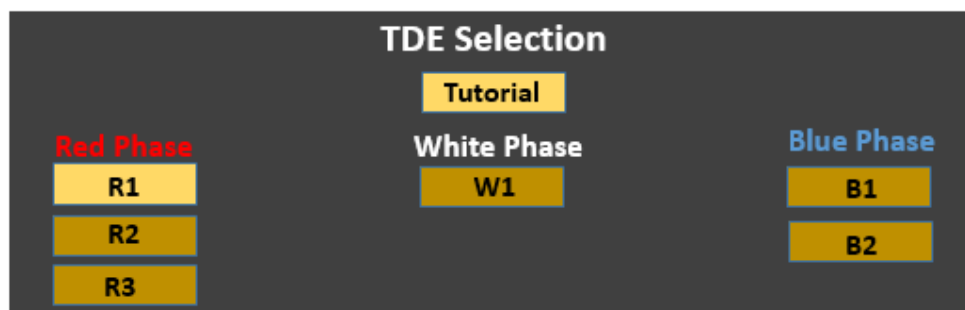 TDE Selection
Tutorial
Red Phase
R1
R2
R3
White Phase
W1
Blue Phase
B1
B2